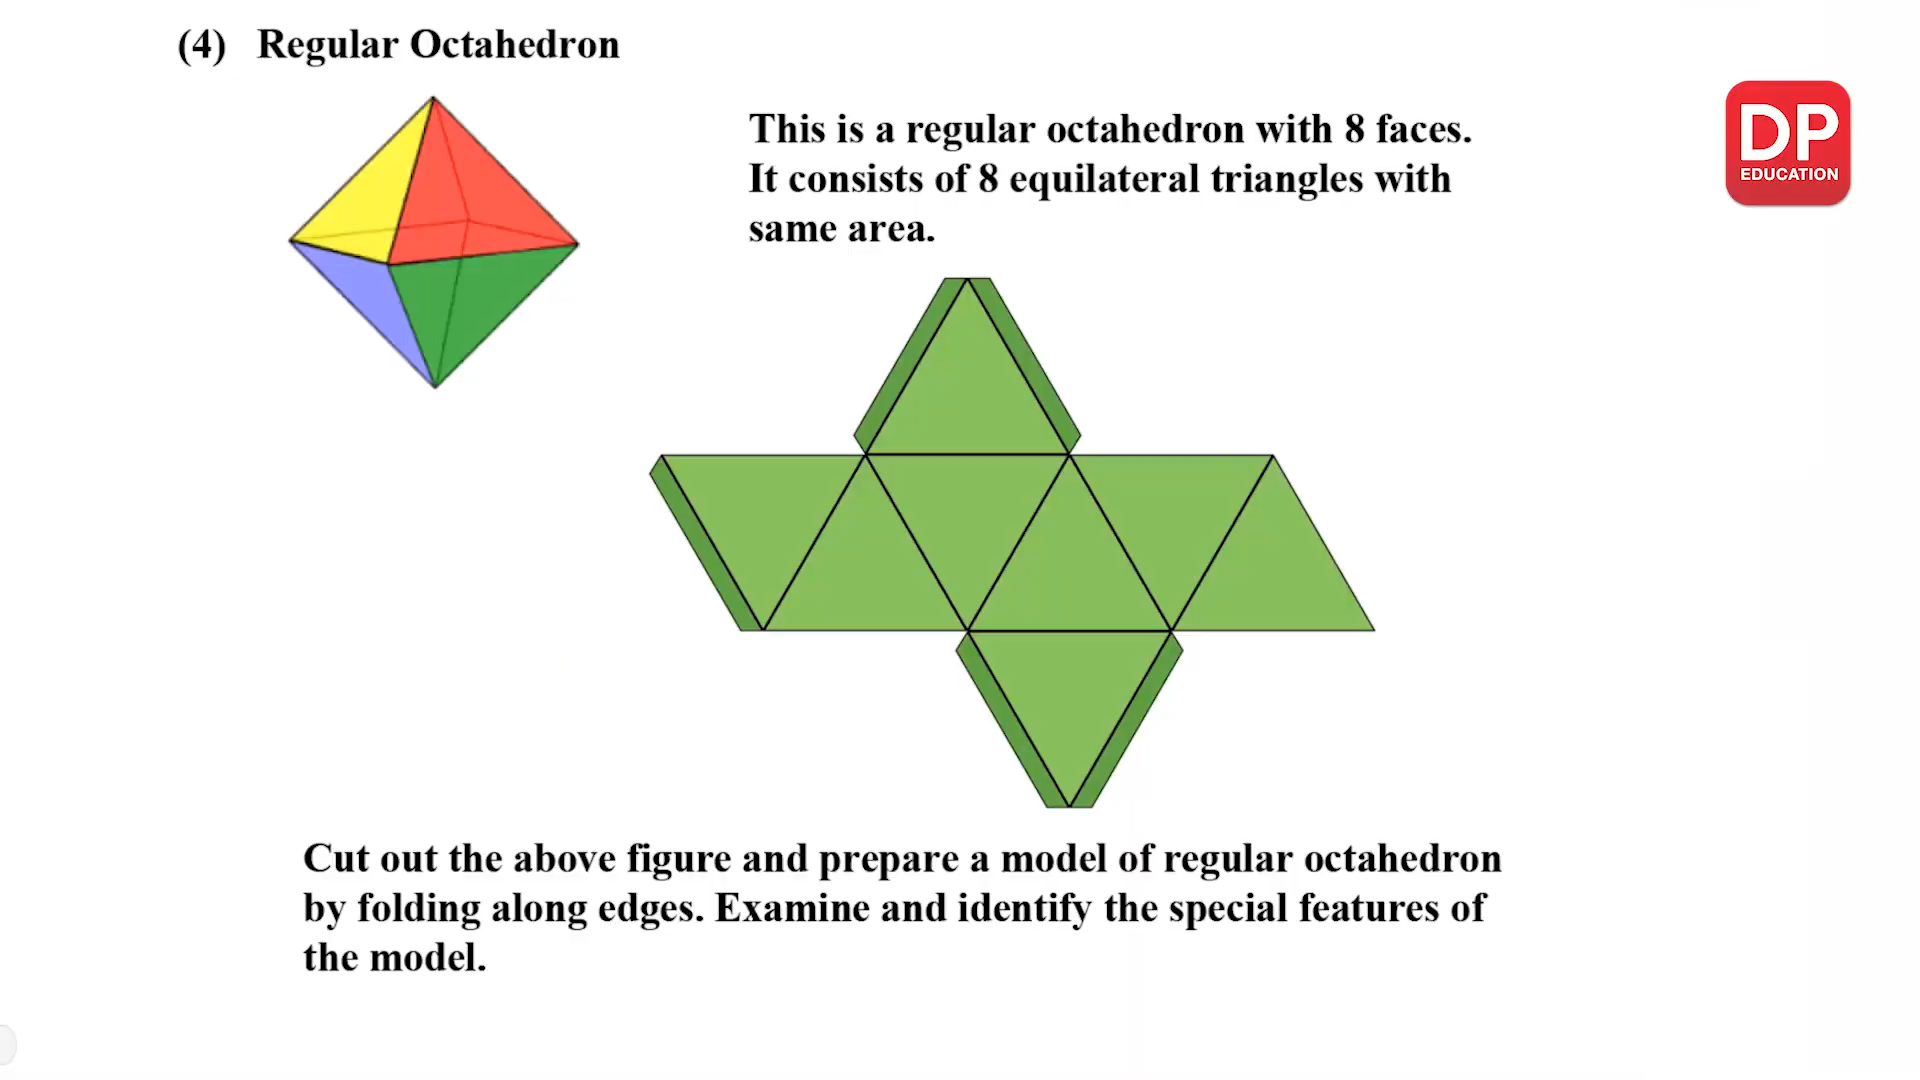 (4) Regular Octahedron
This is a regular octahedron with 8 faces.
It consists of 8 equilateral triangles with
same area.
DP
EDUCATION
Cut out the above figure and prepare a model of regular octahedron
by folding along edges. Examine and identify the special features of
the model.